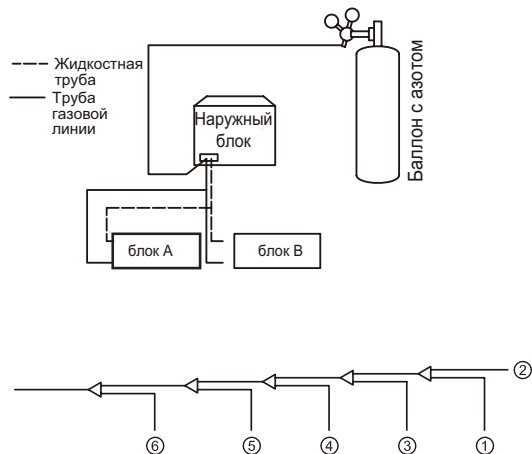 Жидкостная
труба
Труба
газовой
линии
Наружный
блок
Баллон с азотом
блок A
блок B
②
⑥
⑤
④
③
①